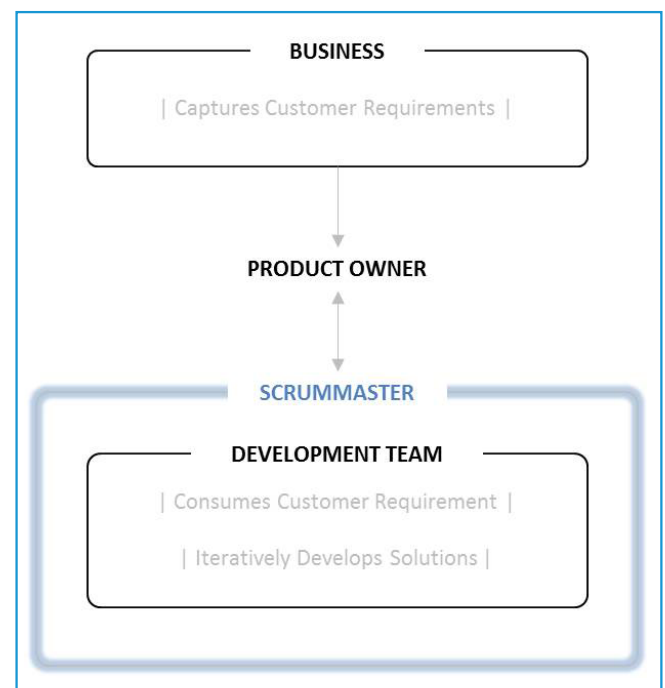 BUSINESS
| Captures Customer Requirements |
PRODUCT OWNER
SCRUMMASTER
DEVELOPMENT TEAM
| Consumes Customer Requirement |
| Iteratively Develops Solutions |